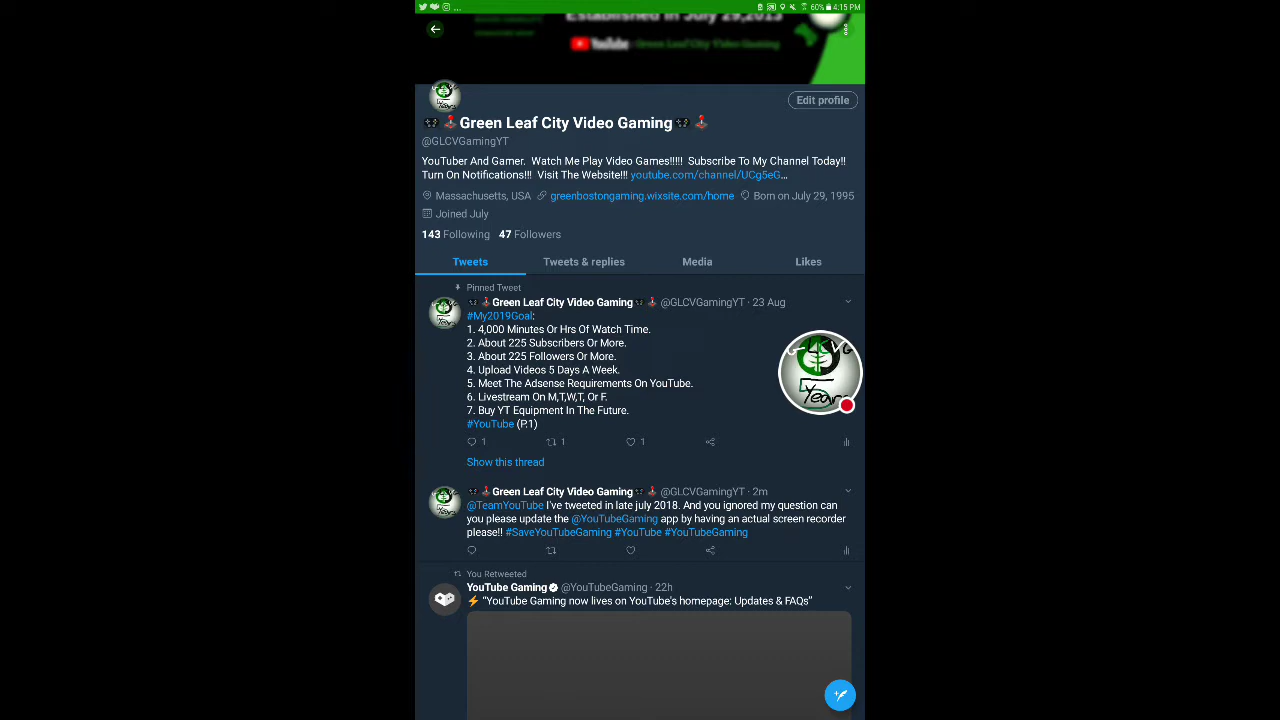 60% 4:15 PM
Established In July 29,2013
YouTube Green Leaf City Video Gaming
Edit profile
Green Leaf City Video Gaming
@GLCVGamingYT
YouTuber And Gamer. Watch Me Play Video Games!!!!! Subscribe To My Channel Today!!
Turn On Notifications!!! Visit The Website!!! youtube.com/channel/UCg5eG…
Massachusetts, USA greenbostongaming.wixsite.com/home Born on July 29, 1995
Joined July
143 Following 47 Followers
Tweets Tweets & replies Media Likes
Pinned Tweet
Green Leaf City Video Gaming @GLCVGamingYT · 23 Aug
#My2019Goal:
1. 4,000 Minutes Or Hrs Of Watch Time.
2. About 225 Subscribers Or More.
3. About 225 Followers Or More.
4. Upload Videos 5 Days A Week.
5. Meet The Adsense Requirements On YouTube.
6. Livestream On M,T,W,T, Or F.
7. Buy YT Equipment In The Future.
#YouTube (P.1)
1 1 1
Show this thread
GLCVG
5
Years
Green Leaf City Video Gaming @GLCVGamingYT · 2m
@TeamYouTube I've tweeted in late july 2018. And you ignored my question can
you please update the @YouTubeGaming app by having an actual screen recorder
please!! #SaveYouTubeGaming #YouTube #YouTubeGaming
You Retweeted
YouTube Gaming @YouTubeGaming · 22h
⚡ “YouTube Gaming now lives on YouTube's homepage: Updates & FAQs”